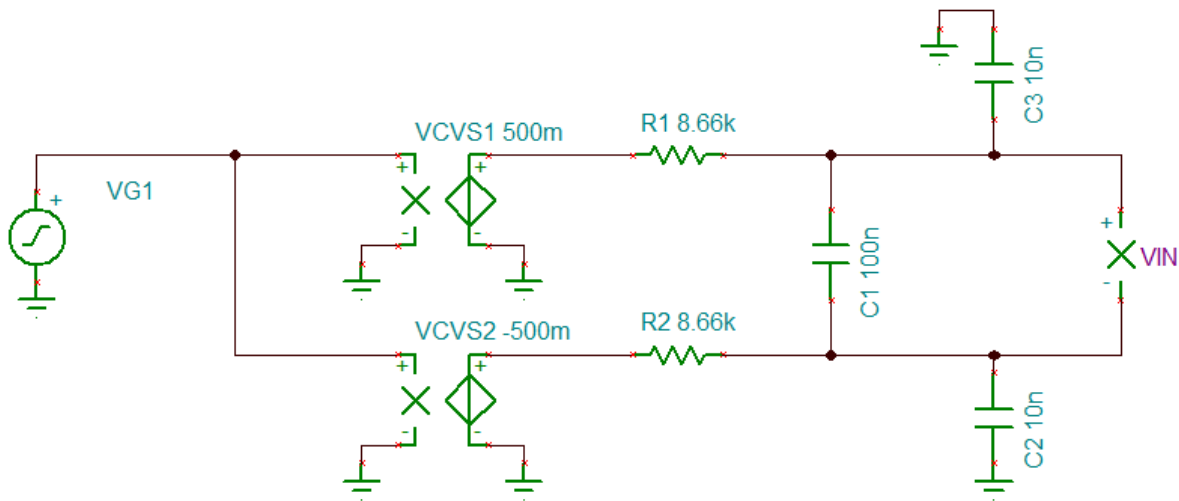 C3 10n
VCVS1 500m
R1 8.66k
+
+
+
VG1
-
-
+
C1 100n
VIN
-
VCVS2 -500m
R2 8.66k
+
+
-
-
C2 10n